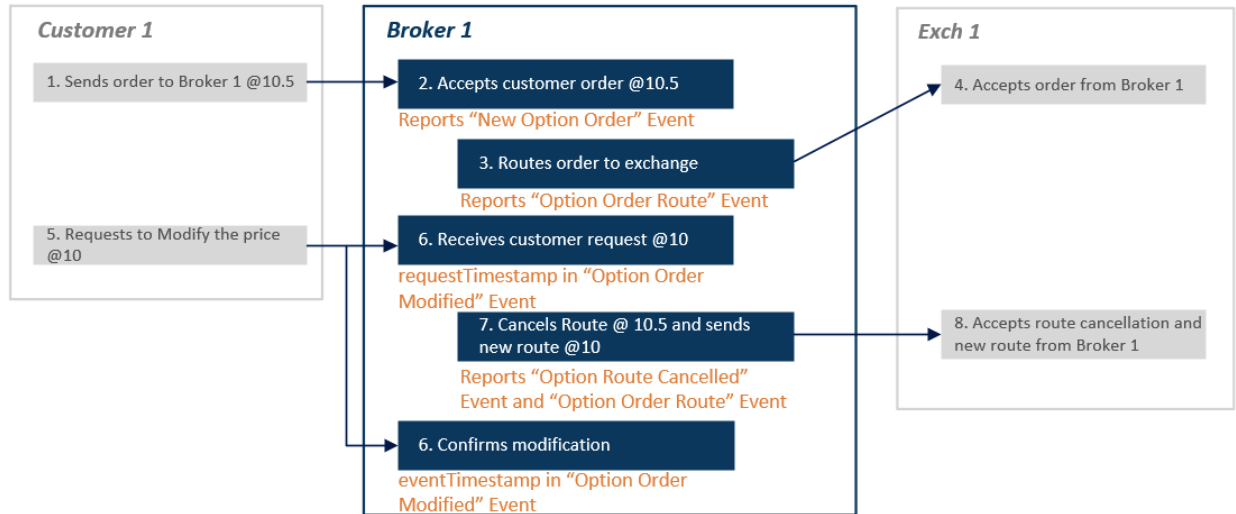 Customer 1
1. Sends order to Broker 1 @10.5
5. Requests to Modify the price
@10
Broker 1
2. Accepts customer order @10.5
Reports “New Option Order” Event
3. Routes order to exchange
Reports “Option Order Route” Event
6. Receives customer request @10
requestTimestamp in “Option Order
Modified” Event
7. Cancels Route @ 10.5 and sends
new route @10
Reports “Option Route Cancelled”
Event and “Option Order Route” Event
6. Confirms modification
eventTimestamp in “Option Order
Modified” Event
Exch 1
4. Accepts order from Broker 1
8. Accepts route cancellation and
new route from Broker 1